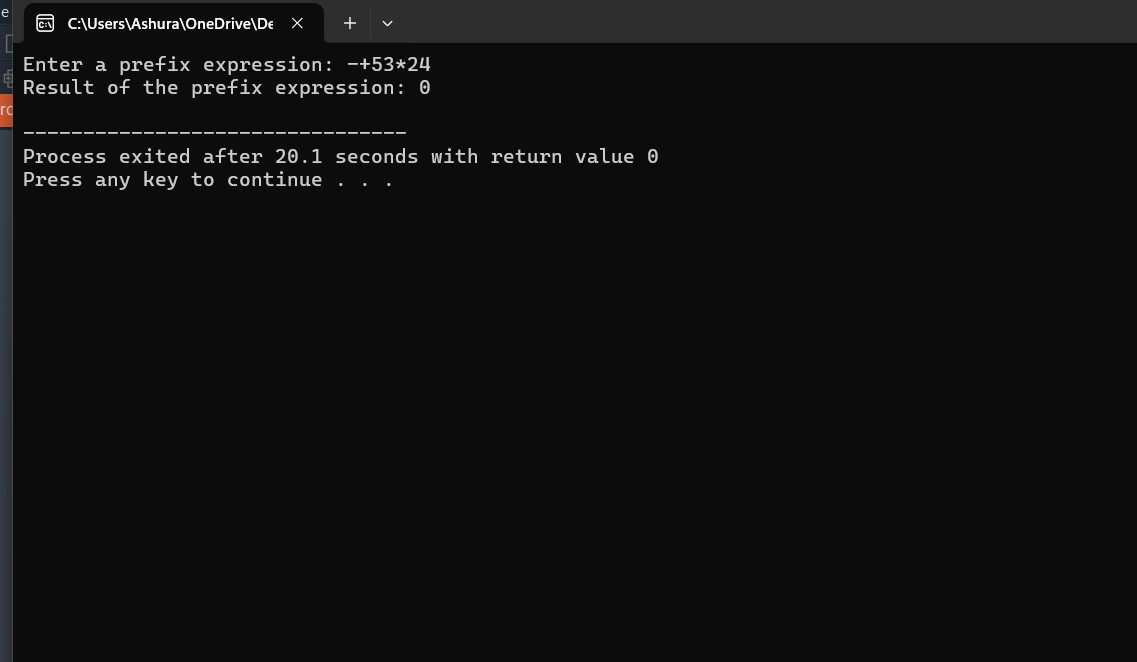 C:\Users\Ashura\OneDrive\De
Enter a prefix expression: -+53*24
Result of the prefix expression: 0
--------------------------------
Process exited after 20.1 seconds with return value 0
Press any key to continue . . .